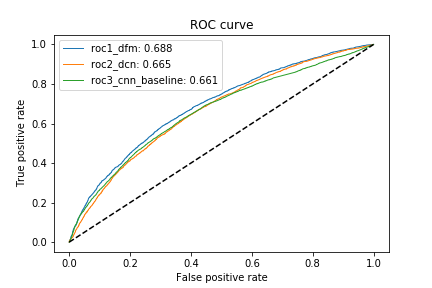 ROC curve
roc1_dfm: 0.688
roc2_dcn: 0.665
roc3_cnn_baseline: 0.661
True positive rate
1.0
0.8
0.6
0.4
0.2
0.0
0.0 0.2 0.4 0.6 0.8 1.0
False positive rate